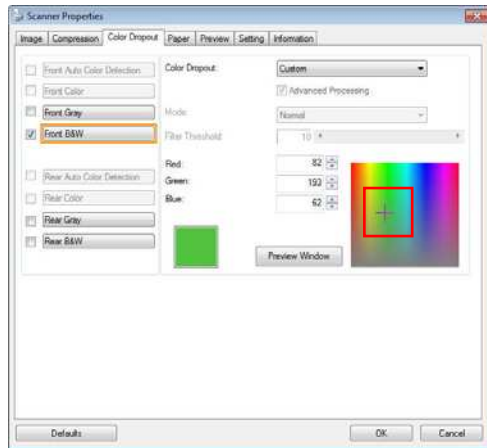 Scanner Properties
Image Compression Color Dropout Paper Preview Setting Information
Front Auto Color Detection
Front Color
Front Gray
Front B&W
Rear Auto Color Detection
Rear Color
Rear Gray
Rear B&W
Color Dropout: Custom
Advanced Processing
Mode: Normal
Filter Threshold 10
Red: 82
Green: 193
Blue: 62
Preview Window
Defaults OK Cancel